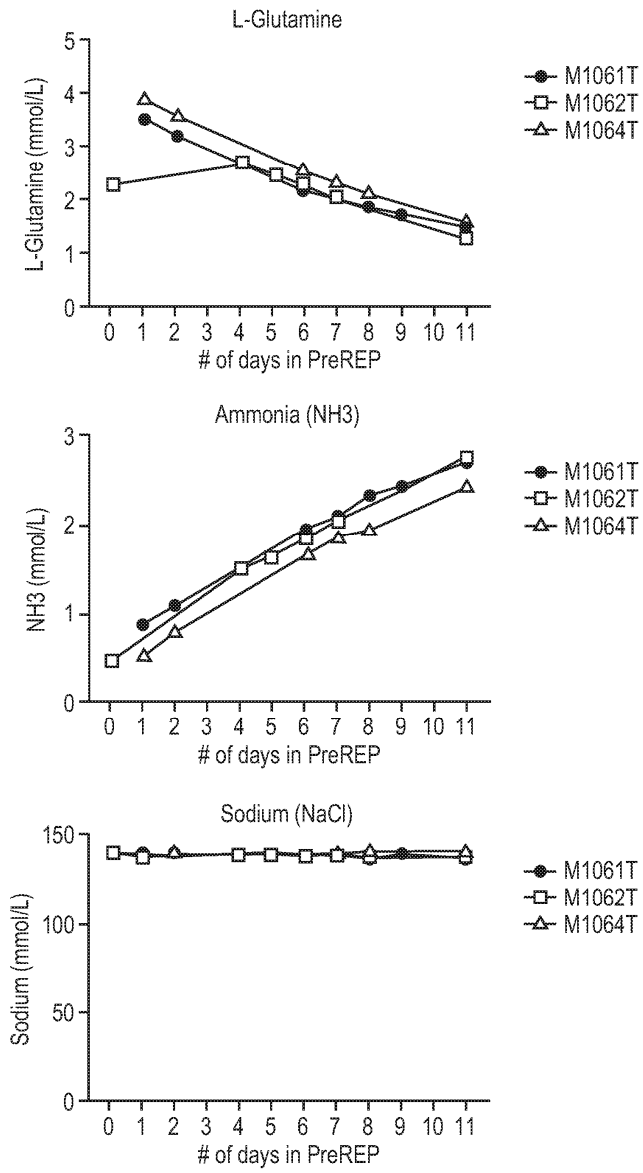 L-Glutamine
L-Glutamine (mmol/L)
5
4
3
2
1
0
0 1 2 3 4 5 6 7 8 9 10 11
# of days in PreREP
M1061T
M1062T
M1064T
Ammonia (NH3)
NH3 (mmol/L)
3
2
1
0
0 1 2 3 4 5 6 7 8 9 10 11
# of days in PreREP
M1061T
M1062T
M1064T
Sodium (NaCl)
Sodium (mmol/L)
150
100
50
0
0 1 2 3 4 5 6 7 8 9 10 11
# of days in PreREP
M1061T
M1062T
M1064T